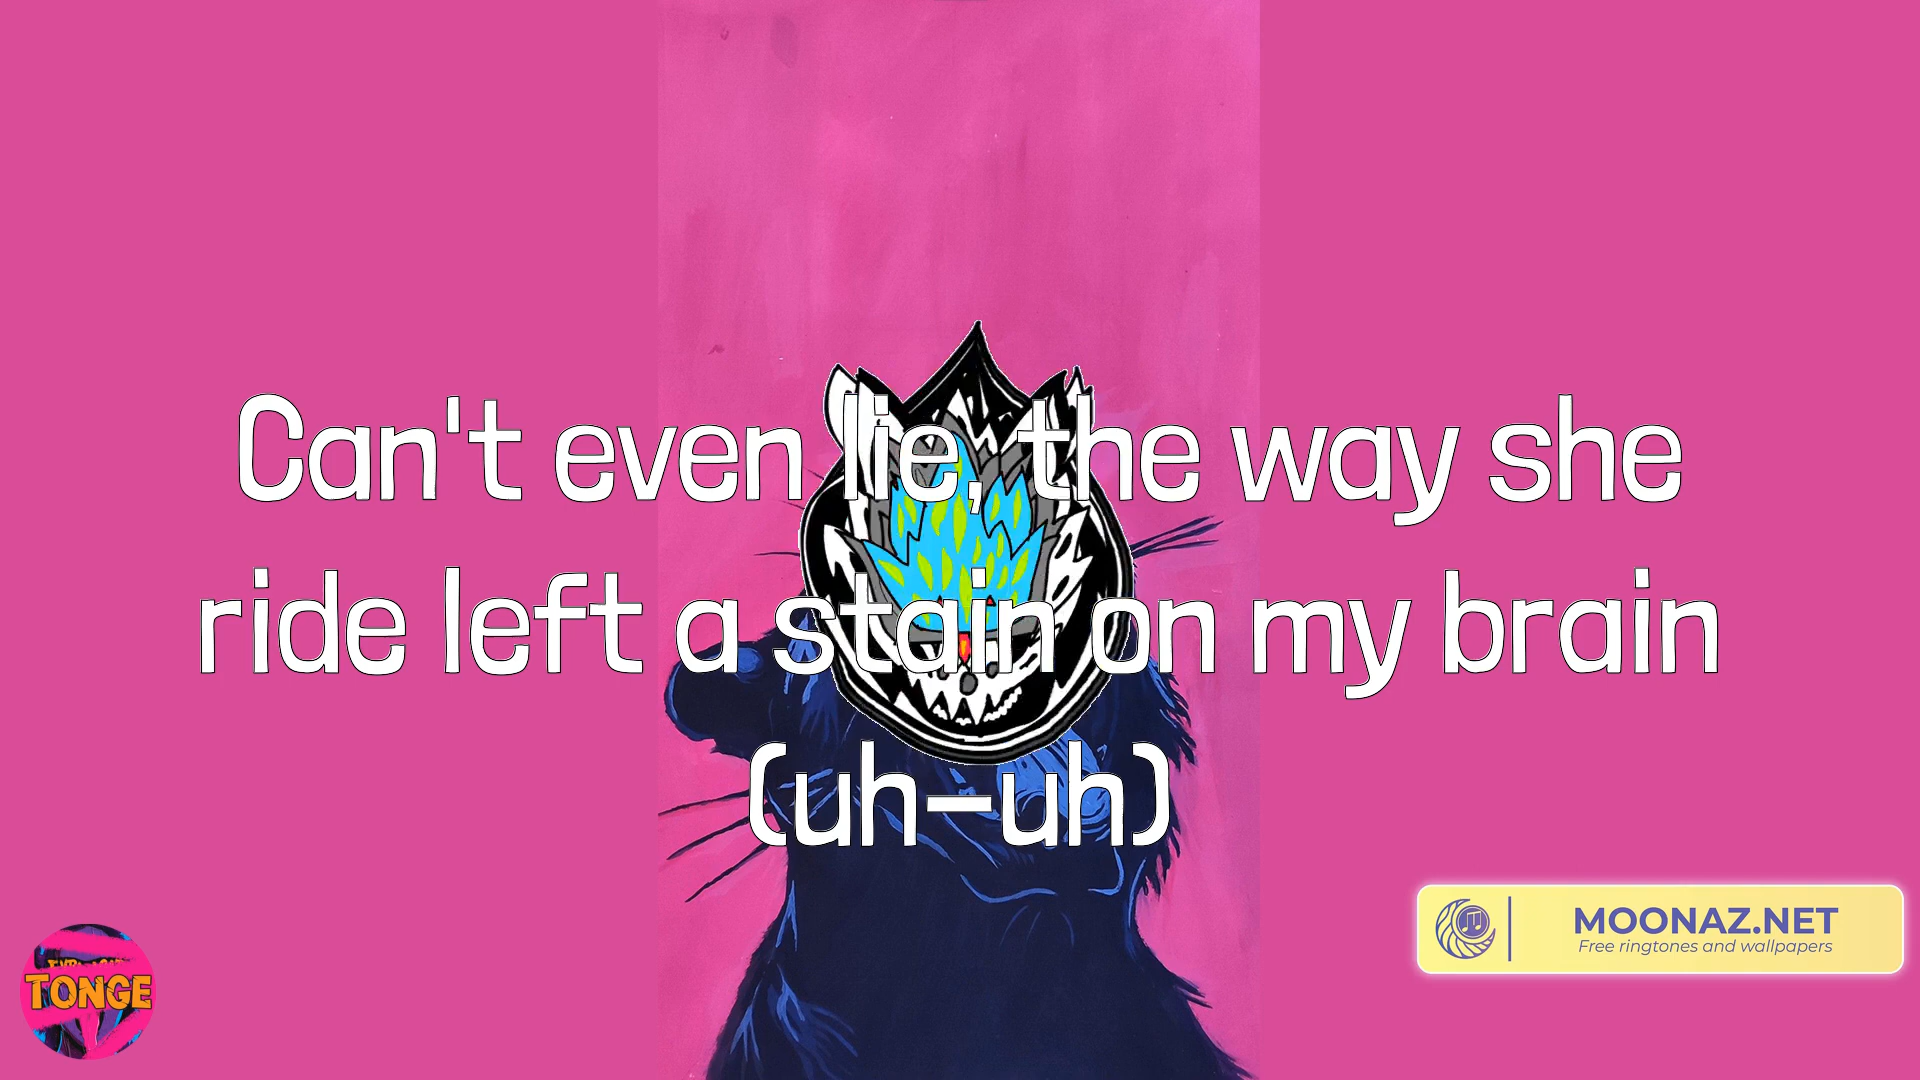 Can't even lie, the way she
ride left a stain on my brain
(uh-uh)
MOONAZ.NET
Free ringtones and wallpapers
TONGE